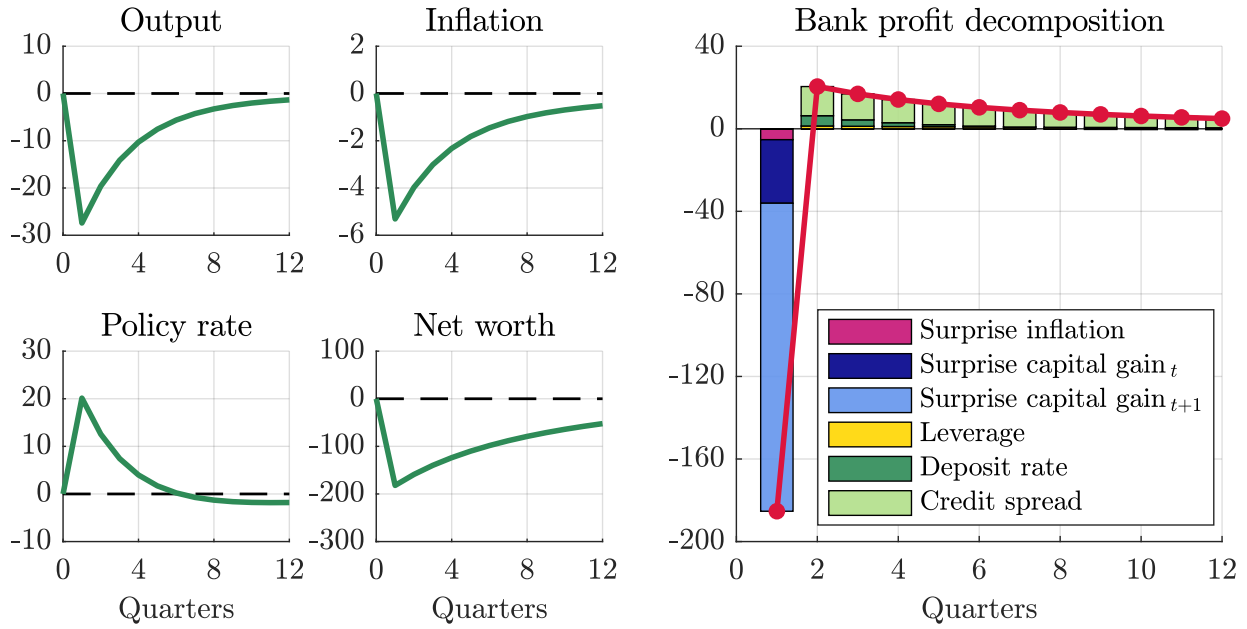 Output
10
0
-10
-20
-30
0 4 8 12
Inflation
2
0
-2
-4
-6
0 4 8 12
Policy rate
30
20
10
0
-10
0 4 8 12
Quarters
Net worth
100
0
-100
-200
-300
0 4 8 12
Quarters
Bank profit decomposition
40
0
-40
-80
-120
-160
-200
0 2 4 6 8 10 12
Quarters
Surprise inflation
Surprise capital gain t
Surprise capital gain t+1
Leverage
Deposit rate
Credit spread